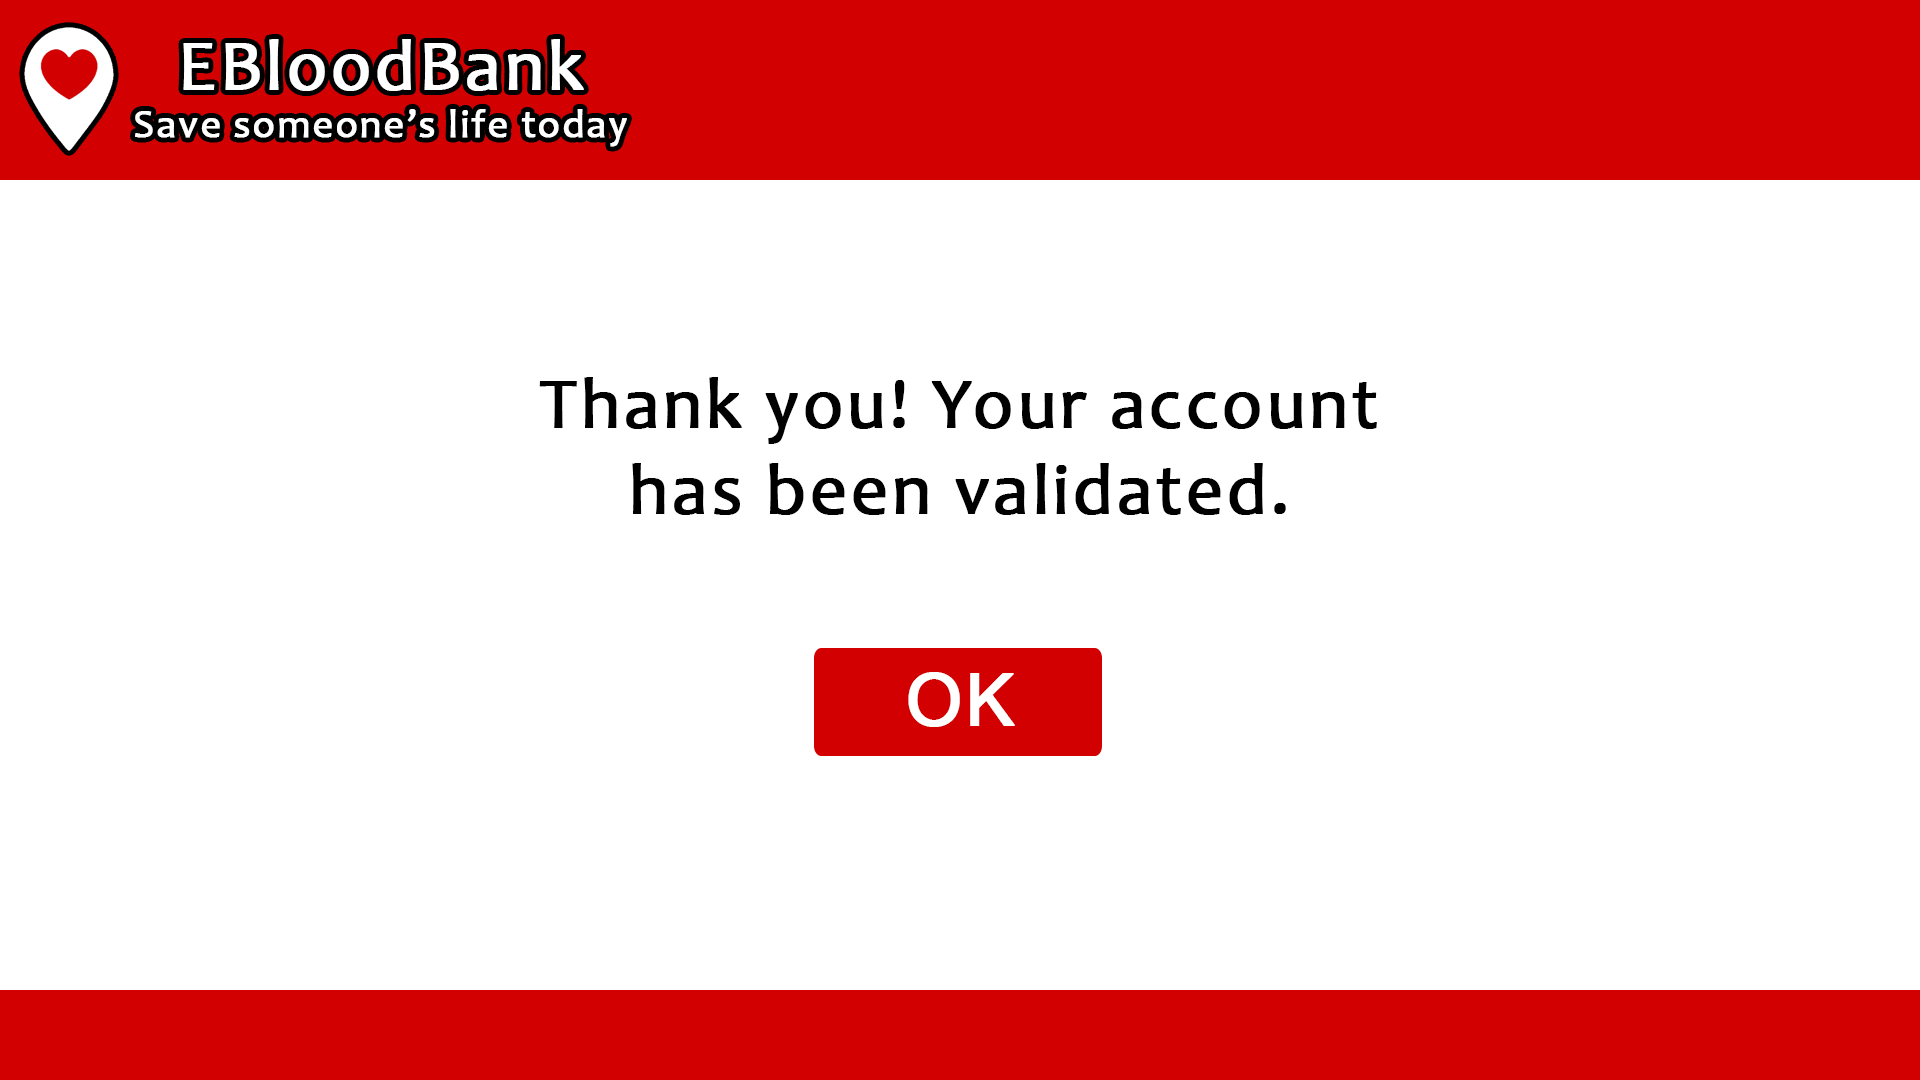 EBloodBank
Save someone’s life today
Thank you! Your account
has been validated.
OK